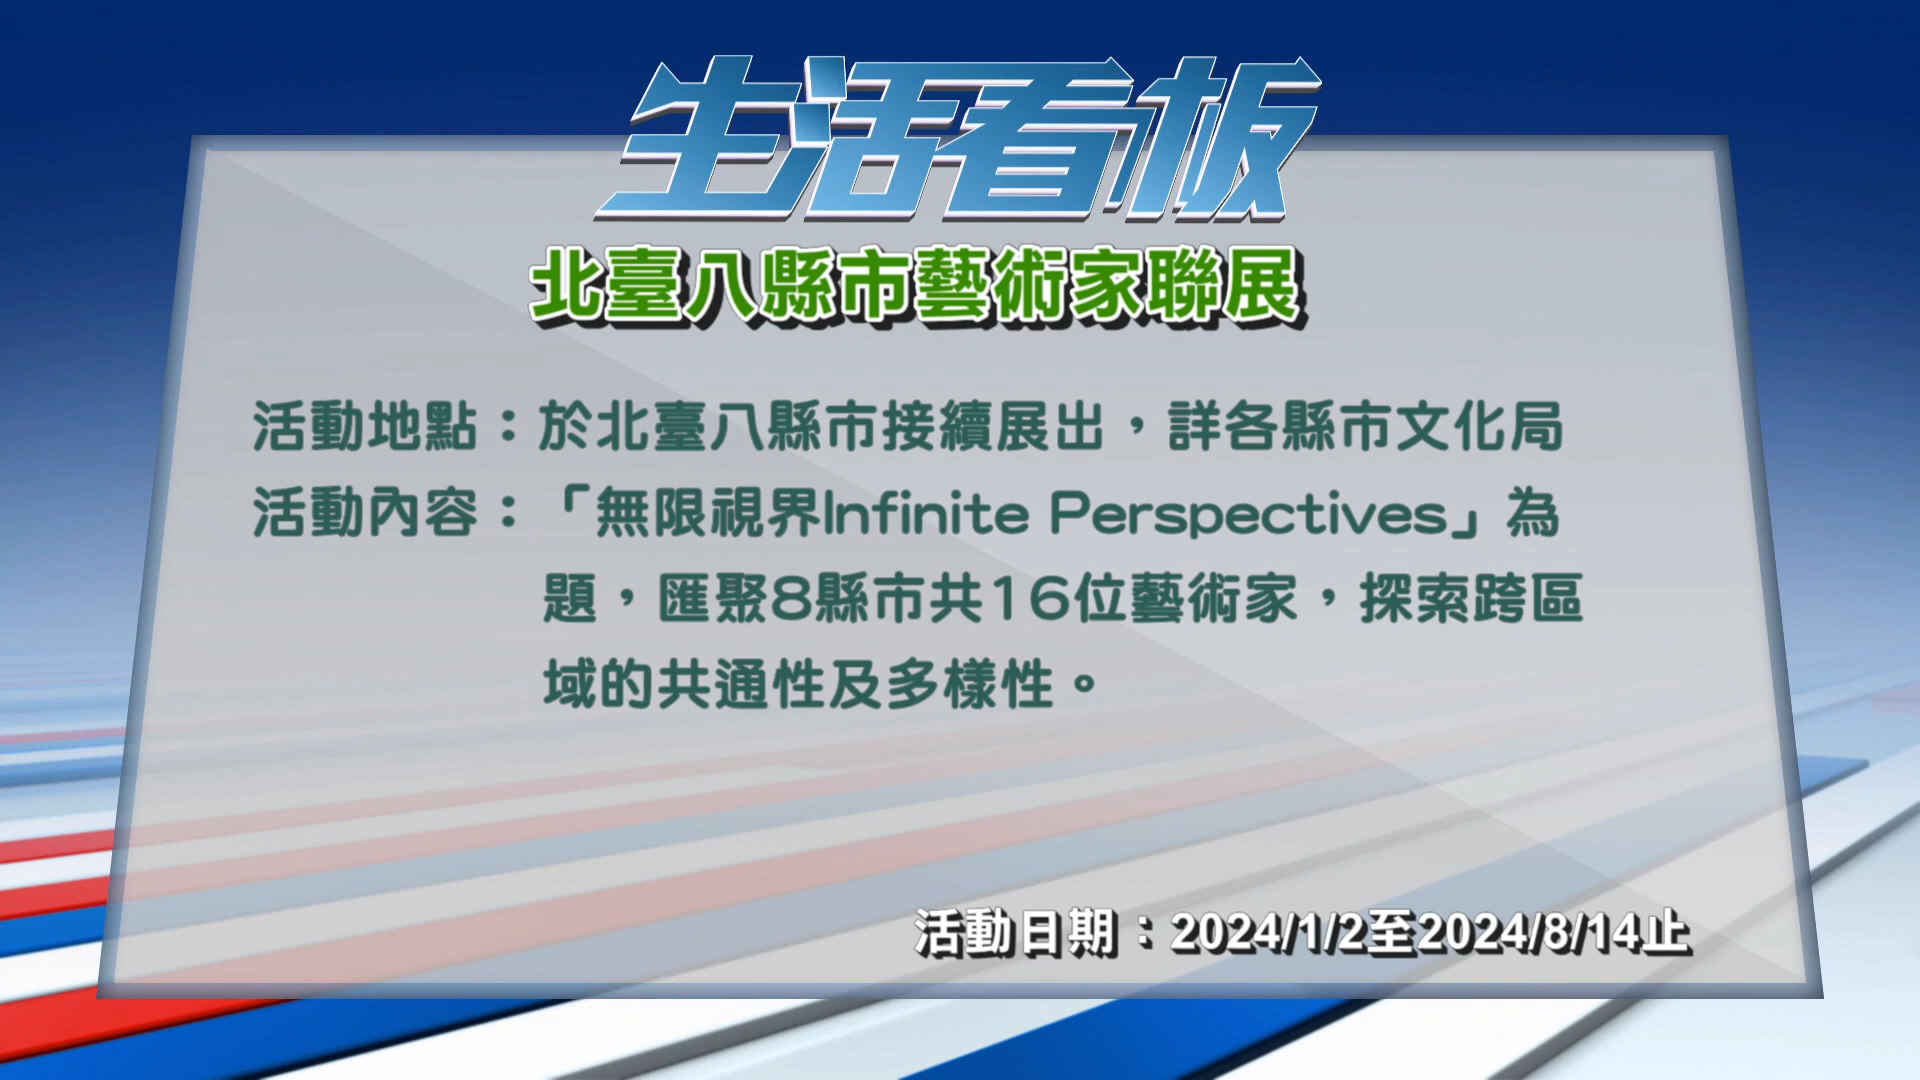 生活看板
北臺八縣市藝術家聯展
活動地點：於北臺八縣市接續展出，詳各縣市文化局
活動內容：「無限視界Infinite Perspectives」為
題，匯聚8縣市共16位藝術家，探索跨區
域的共通性及多樣性。
活動日期：2024/1/2至2024/8/14止